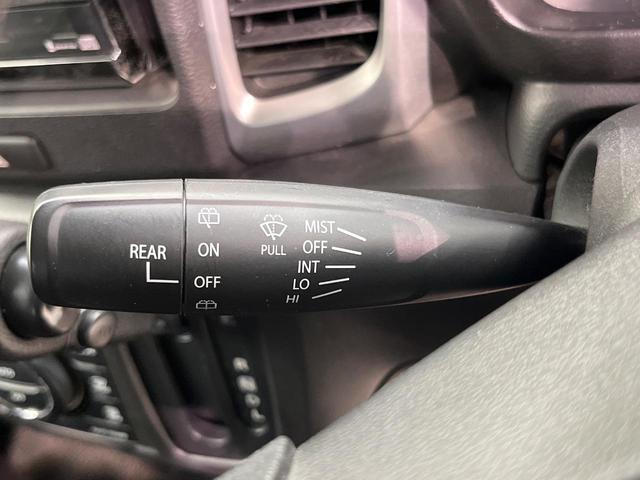 REAR
ON
OFF
PULL
MIST
OFF
INT
LO
HI
R